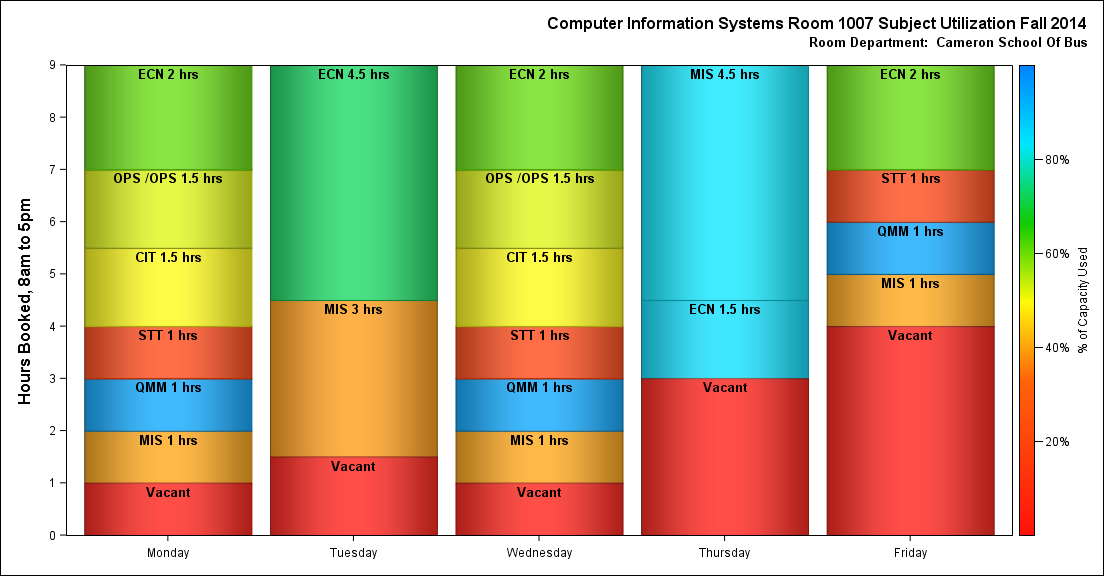 Computer Information Systems Room 1007 Subject Utilization Fall 2014
Room Department:  Cameron School Of Bus
Hours Booked, 8am to 5pm
9
8
7
6
5
4
3
2
1
0
ECN 2 hrs
OPS /OPS 1.5 hrs
CIT 1.5 hrs
STT 1 hrs
QMM 1 hrs
MIS 1 hrs
Vacant
Monday
ECN 4.5 hrs
MIS 3 hrs
Vacant
Tuesday
ECN 2 hrs
OPS /OPS 1.5 hrs
CIT 1.5 hrs
STT 1 hrs
QMM 1 hrs
MIS 1 hrs
Vacant
Wednesday
MIS 4.5 hrs
ECN 1.5 hrs
Vacant
Thursday
ECN 2 hrs
STT 1 hrs
QMM 1 hrs
MIS 1 hrs
Vacant
Friday
80%
60%
40%
20%
% of Capacity Used